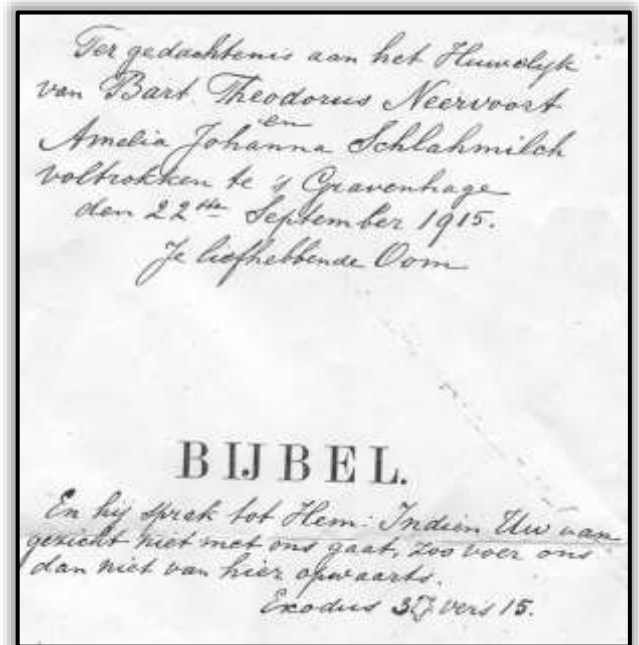 Ter gedachtenis aan het Huwelijk
van Bart Theodorus Neervoort
en
Amelia Johanna Schlahmilch
voltrokken te 's Gravenhage
den 22ste September 1915.
Je liefhebbende Oom
BIJBEL.
En hij sprak tot Hem: Indien Uw aan
gezicht niet met ons gaat, zoo voer ons
dan niet van hier opwaarts.
Exodus 33 vers 15.